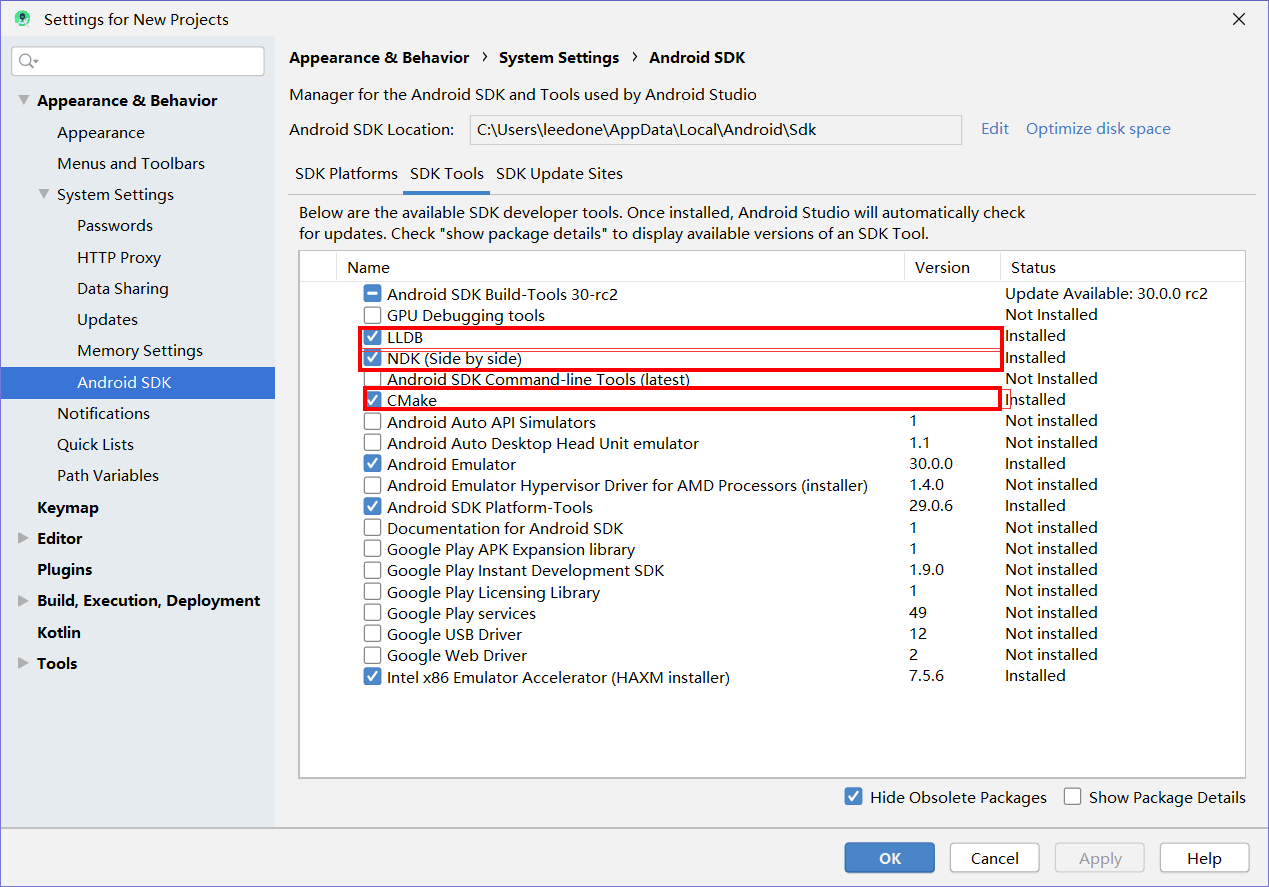 Settings for New Projects
Appearance & Behavior
Appearance
Menus and Toolbars
System Settings
Passwords
HTTP Proxy
Data Sharing
Updates
Memory Settings
Android SDK
Notifications
Quick Lists
Path Variables
Keymap
Editor
Plugins
Build, Execution, Deployment
Kotlin
Tools
Appearance & Behavior › System Settings › Android SDK
Manager for the Android SDK and Tools used by Android Studio
Android SDK Location: C:\Users\leedone\AppData\Local\Android\Sdk Edit Optimize disk space
SDK Platforms SDK Tools SDK Update Sites
Below are the available SDK developer tools. Once installed, Android Studio will automatically check
for updates. Check "show package details" to display available versions of an SDK Tool.
Name Version Status
Android SDK Build-Tools 30-rc2 Update Available: 30.0.0 rc2
GPU Debugging tools Not Installed
LLDB Installed
NDK (Side by side) Installed
Android SDK Command-line Tools (latest) Not Installed
CMake Installed
Android Auto API Simulators 1 Not installed
Android Auto Desktop Head Unit emulator 1.1 Not installed
Android Emulator 30.0.0 Installed
Android Emulator Hypervisor Driver for AMD Processors (installer) 1.4.0 Not installed
Android SDK Platform-Tools 29.0.6 Installed
Documentation for Android SDK 1 Not installed
Google Play APK Expansion library 1 Not installed
Google Play Instant Development SDK 1.9.0 Not installed
Google Play Licensing Library 1 Not installed
Google Play services 49 Not installed
Google USB Driver 12 Not installed
Google Web Driver 2 Not installed
Intel x86 Emulator Accelerator (HAXM installer) 7.5.6 Installed
Hide Obsolete Packages Show Package Details
OK Cancel Apply Help